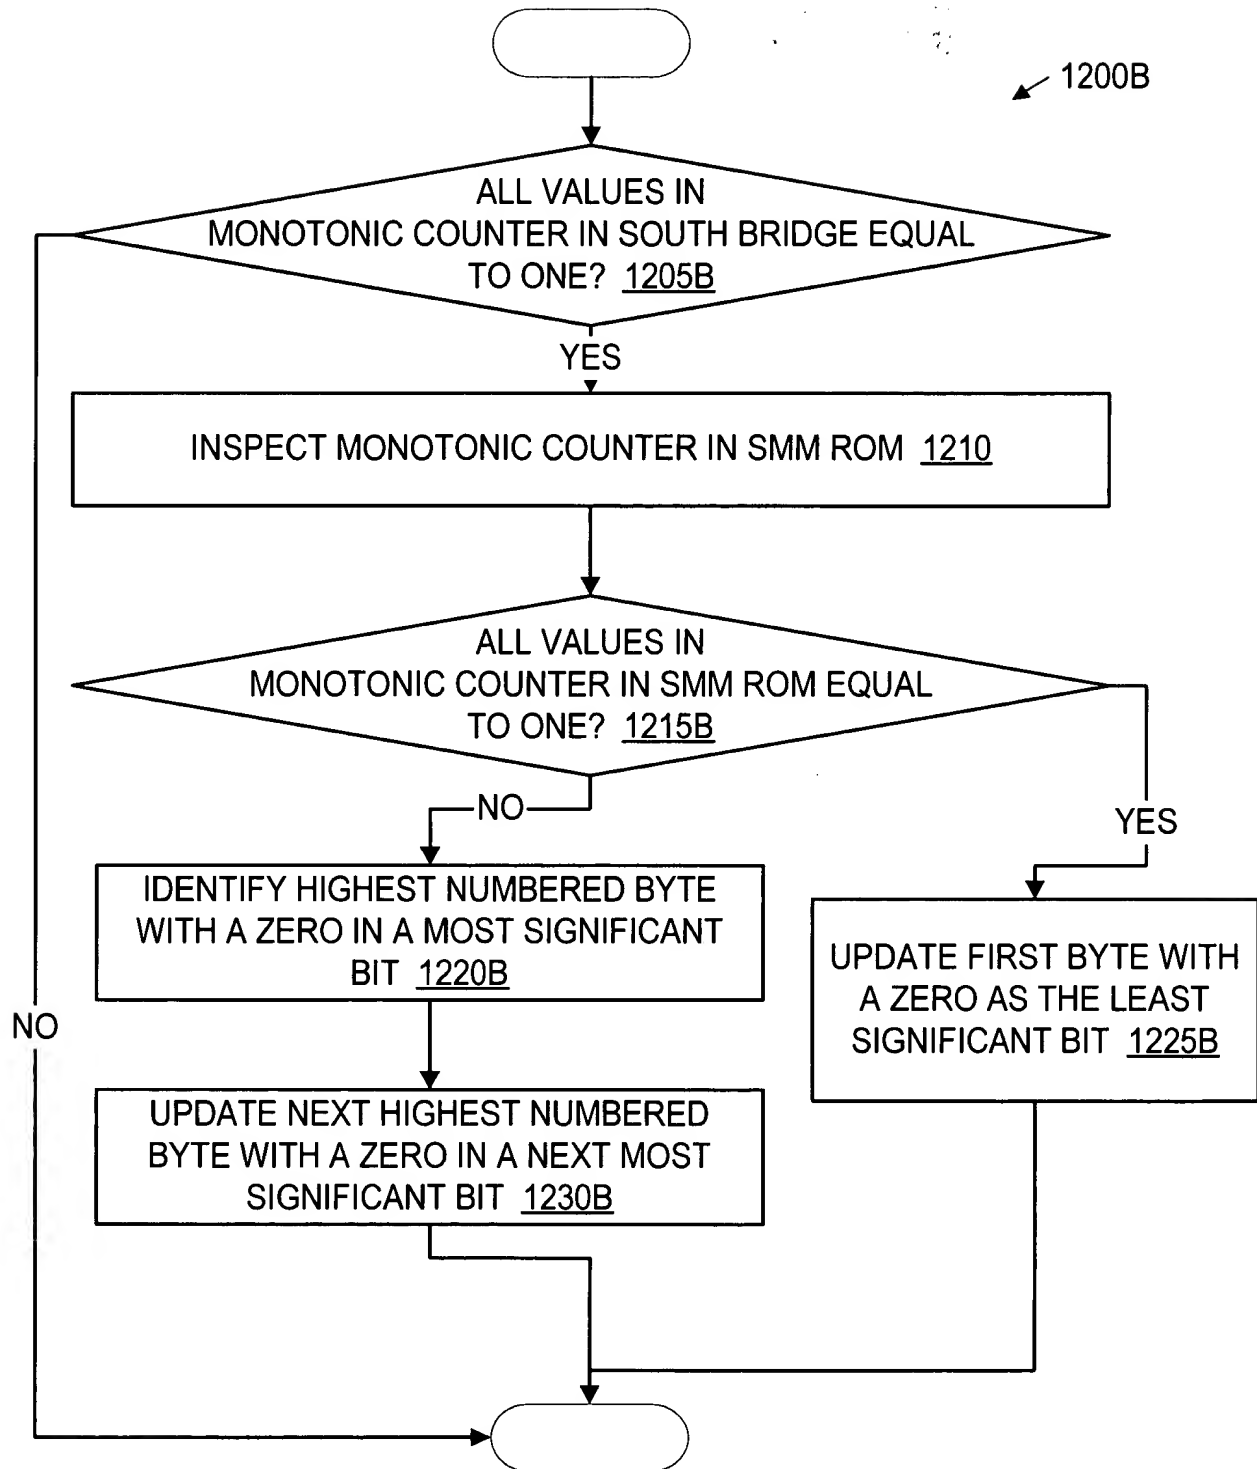 1200B
ALL VALUES IN
MONOTONIC COUNTER IN SOUTH BRIDGE EQUAL
TO ONE? 1205B
YES
INSPECT MONOTONIC COUNTER IN SMM ROM 1210
ALL VALUES IN
MONOTONIC COUNTER IN SMM ROM EQUAL
TO ONE? 1215B
NO
YES
IDENTIFY HIGHEST NUMBERED BYTE
WITH A ZERO IN A MOST SIGNIFICANT
BIT 1220B
UPDATE FIRST BYTE WITH
A ZERO AS THE LEAST
SIGNIFICANT BIT 1225B
NO
UPDATE NEXT HIGHEST NUMBERED
BYTE WITH A ZERO IN A NEXT MOST
SIGNIFICANT BIT 1230B